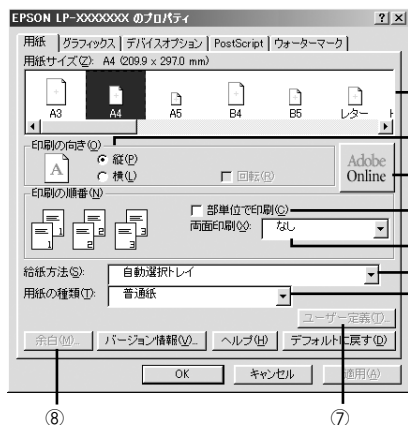 EPSON LP-XXXXXXX のプロパティ
用紙 グラフィックス デバイスオプション PostScript ウォーターマーク
用紙サイズ(Z): A4 (209.9 x 297.0 mm)
A3 A4 A5 B4 B5 レター
印刷の向き(O)
A 縦(P)
横(L) 回転(R)
Adobe
Online
印刷の順番(N)
部単位で印刷(C)
両面印刷(X): なし
1 1 2 2 3 3
給紙方法(S): 自動選択トレイ
用紙の種類(T): 普通紙
ユーザー定義(T)...
余白(M)... バージョン情報(V)... ヘルプ(H) デフォルトに戻す(D)
OK キャンセル 適用(A)
⑧ ⑦